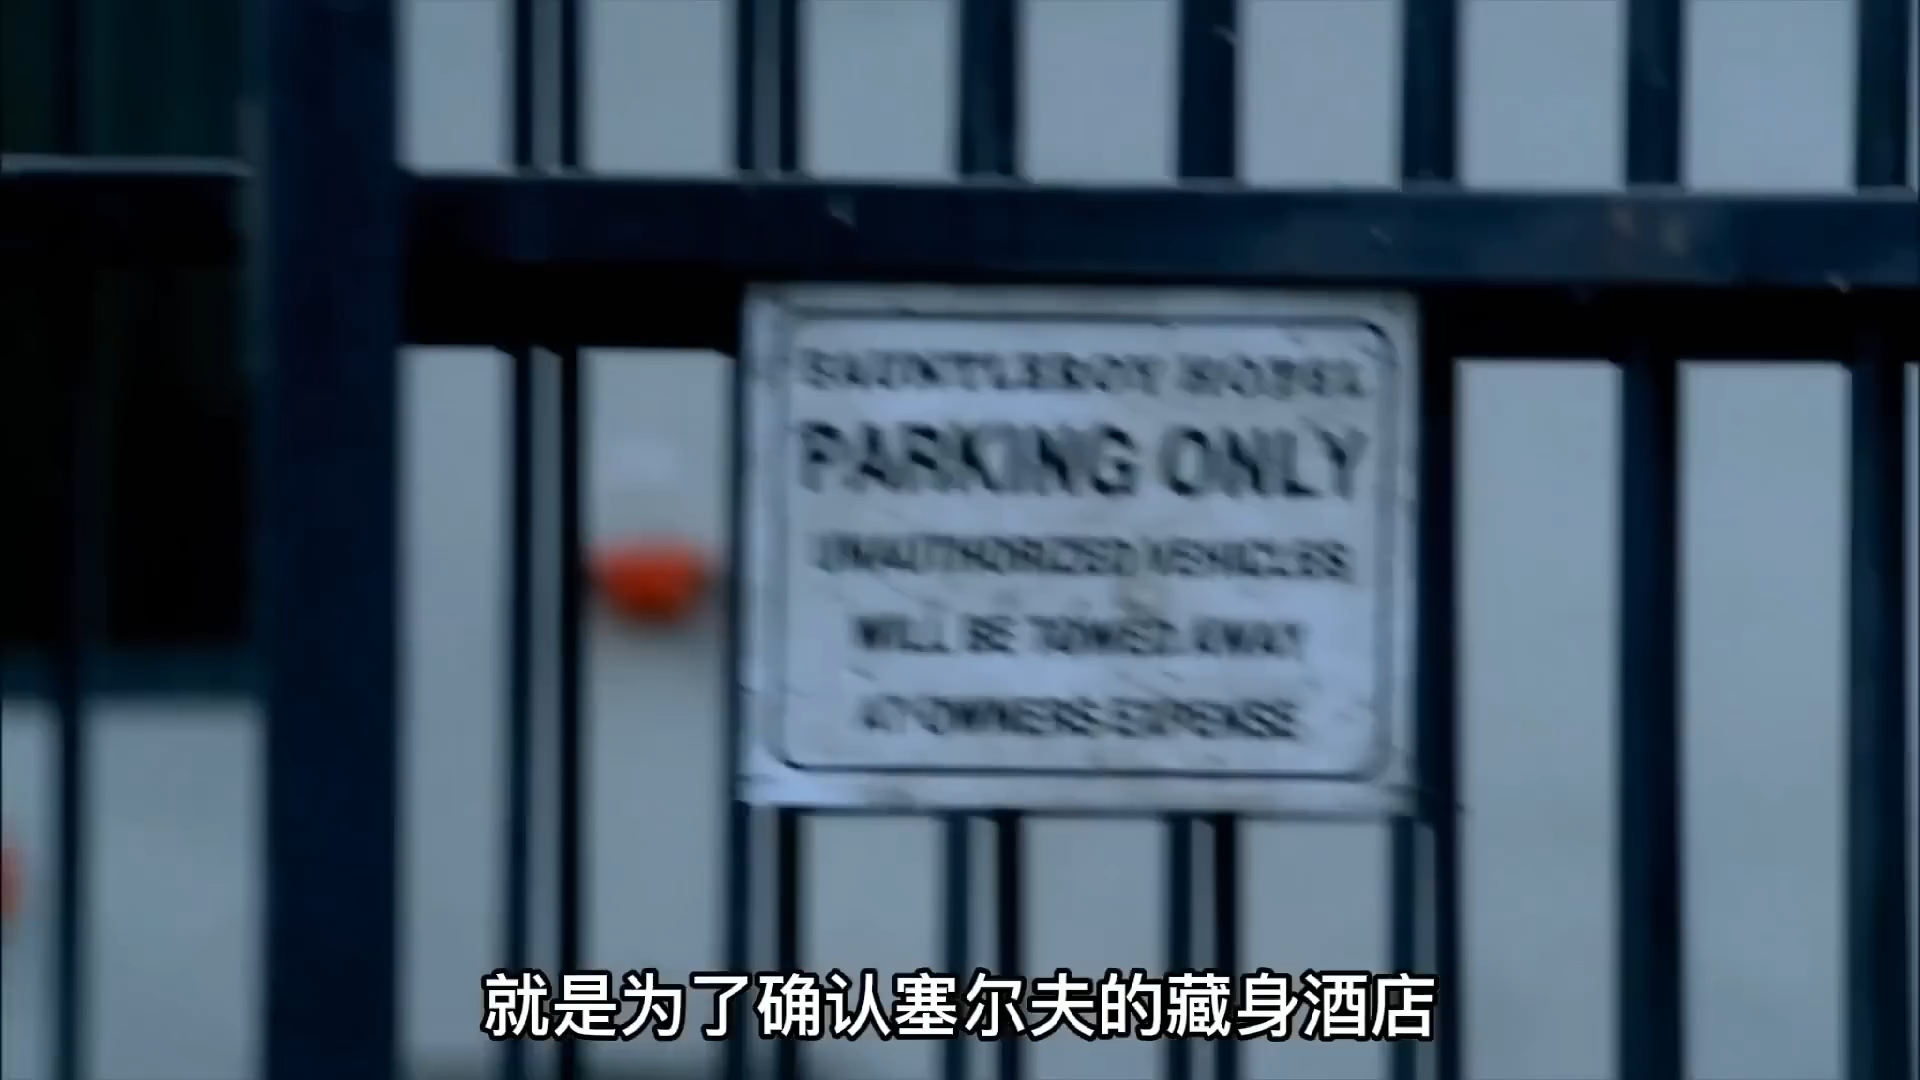 PARKING ONLY
UNAUTHORIZED VEHICLES
WILL BE TOWED AWAY
AT OWNERS EXPENSE
就是为了确认塞尔夫的藏身酒店